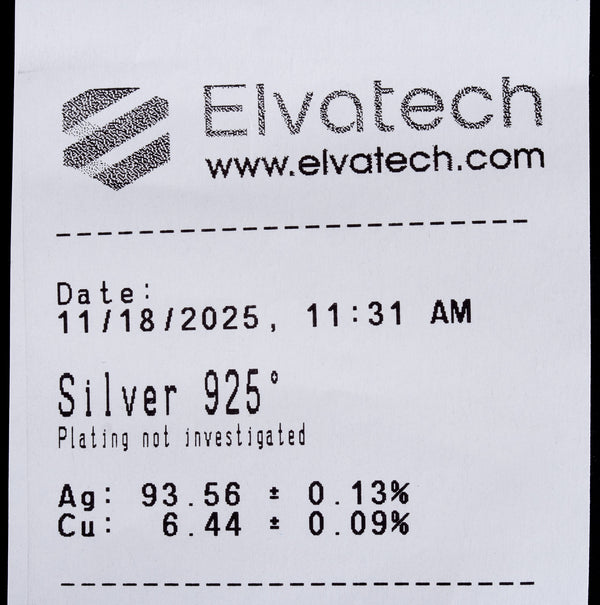 Elvatech
www.elvatech.com
Date:
11/18/2025, 11:31 AM
Silver 925°
Plating not investigated
Ag: 93.56 ± 0.13%
Cu: 6.44 ± 0.09%